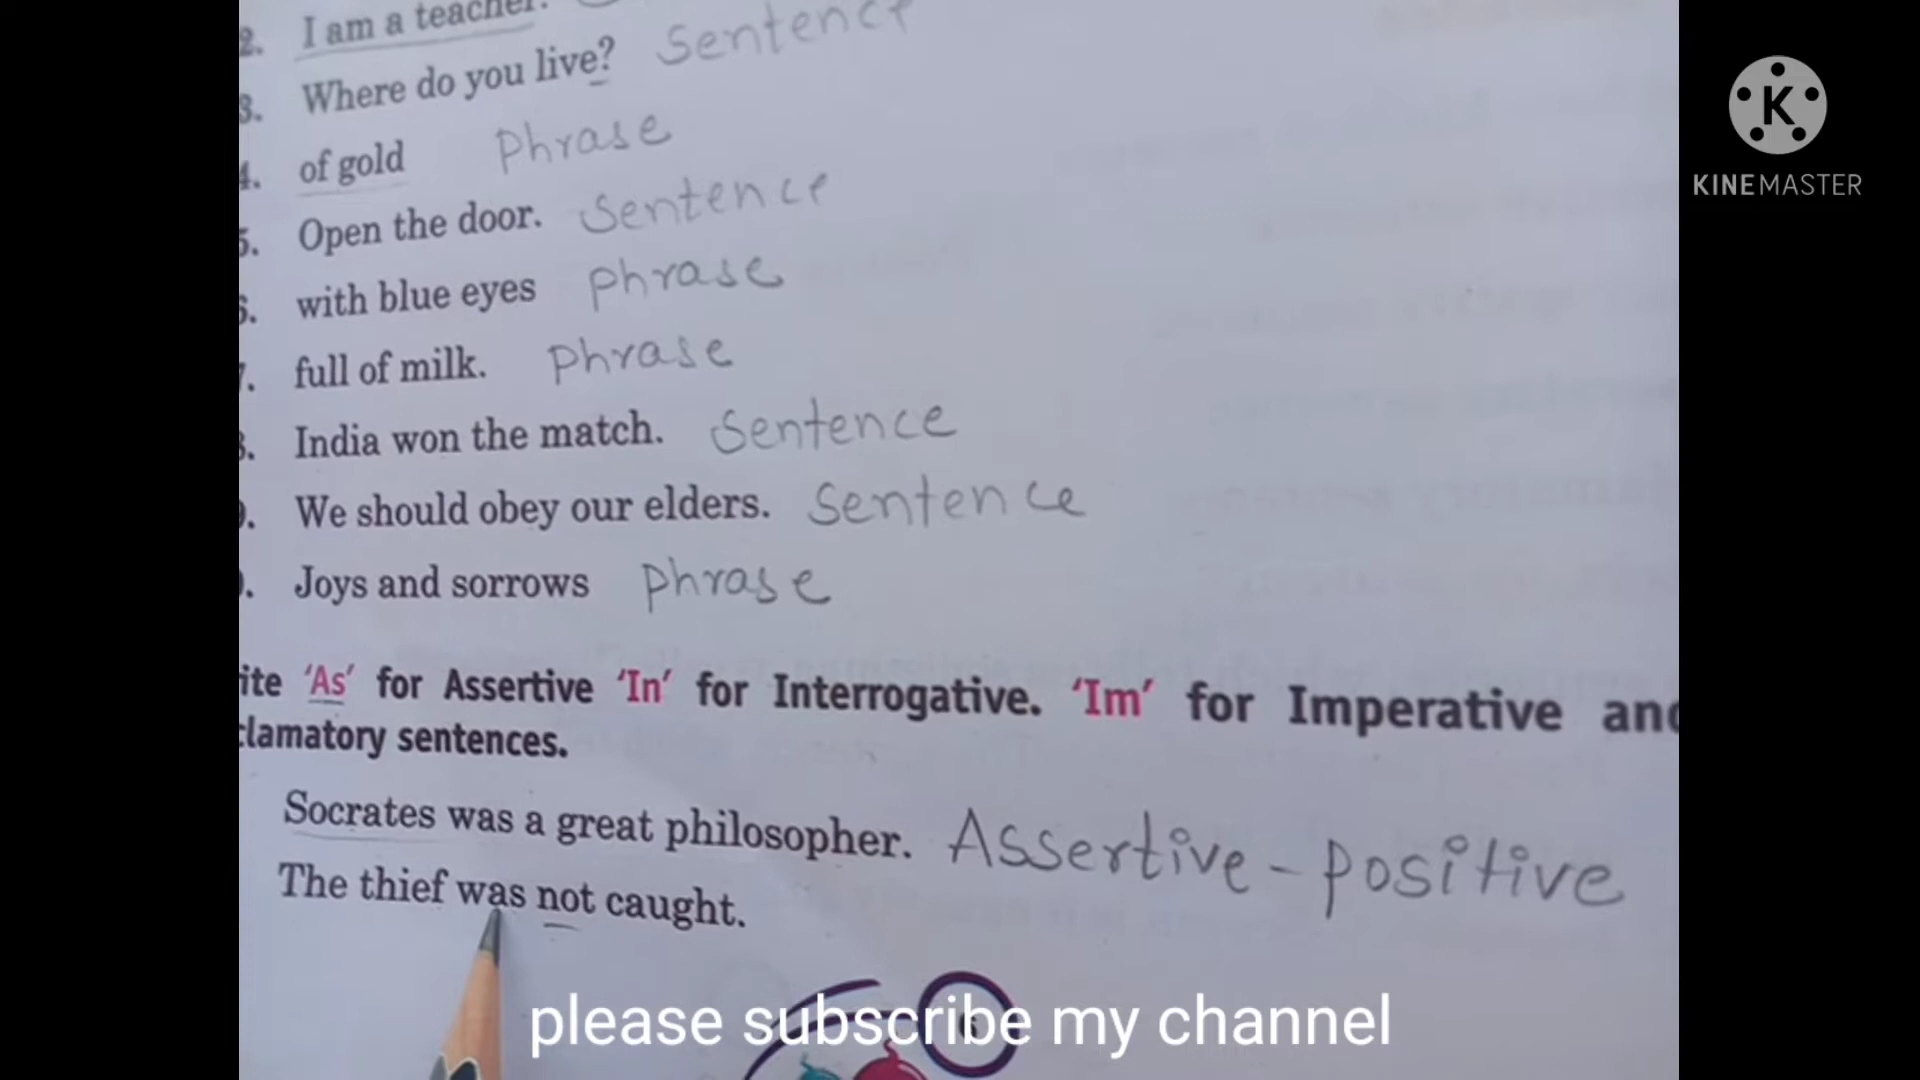 2. I am a teacher.
3. Where do you live? Sentence
4. of gold Phrase
5. Open the door. Sentence
6. with blue eyes Phrase
7. full of milk. Phrase
8. India won the match. Sentence
9. We should obey our elders. Sentence
Joys and sorrows Phrase
ite 'As' for Assertive 'In' for Interrogative. 'Im' for Imperative and
clamatory sentences.
Socrates was a great philosopher. Assertive - positive
The thief was not caught.
please subscribe my channel
K
KINEMASTER